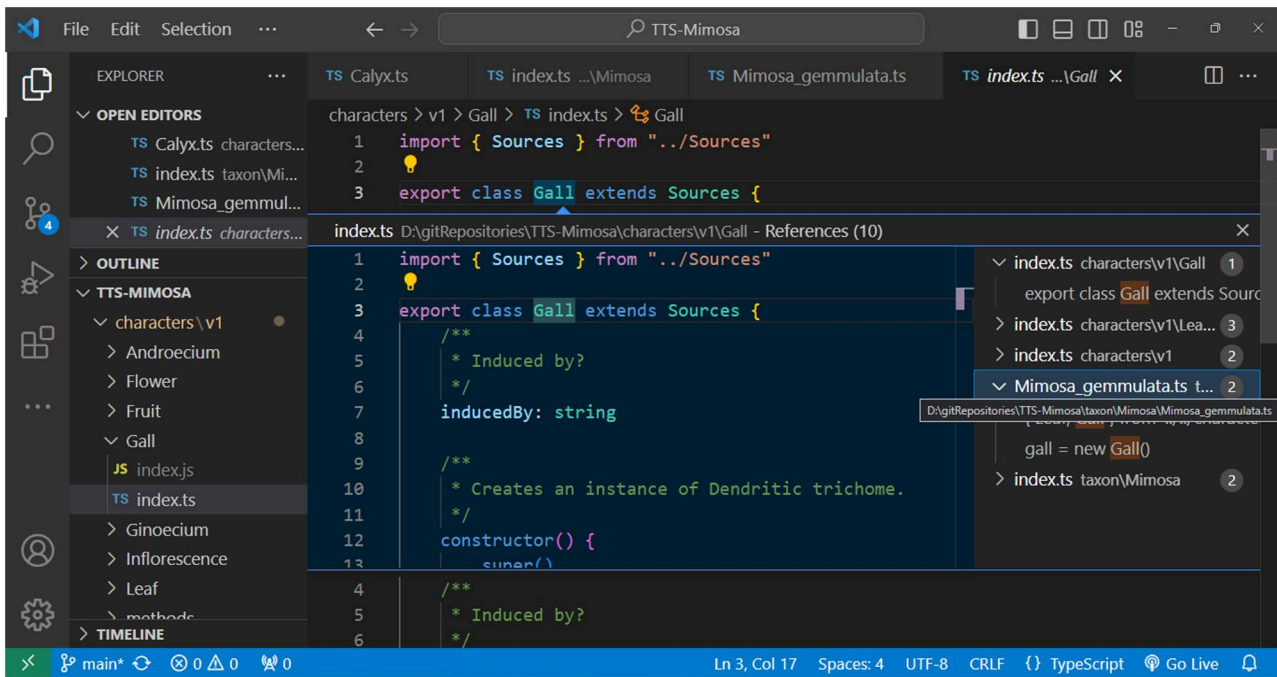 File Edit Selection ··· TTS-Mimosa
EXPLORER ···
OPEN EDITORS
TS Calyx.ts characters...
TS index.ts taxon\Mi...
TS Mimosa_gemmul...
TS index.ts characters...
OUTLINE
TTS-MIMOSA
characters\v1
Androecium
Flower
Fruit
Gall
JS index.js
TS index.ts
Ginoecium
Inflorescence
Leaf
methods
TIMELINE
4
TS Calyx.ts TS index.ts ...\Mimosa TS Mimosa_gemmulata.ts TS index.ts ...\Gall
characters > v1 > Gall > TS index.ts > Gall
1 import { Sources } from "../Sources"
2
3 export class Gall extends Sources {
index.ts D:\gitRepositories\TTS-Mimosa\characters\v1\Gall - References (10)
1 import { Sources } from "../Sources"
2
3 export class Gall extends Sources {
4 /**
5 * Induced by?
6 */
7 inducedBy: string
8
9 /**
10 * Creates an instance of Dendritic trichome.
11 */
12 constructor() {
13 super()
index.ts characters\v1\Gall 1
export class Gall extends Sourc
index.ts characters\v1\Lea... 3
index.ts characters\v1 2
Mimosa_gemmulata.ts t... 2
D:\gitRepositories\TTS-Mimosa\taxon\Mimosa\Mimosa_gemmulata.ts
gall = new Gall()
index.ts taxon\Mimosa 2
4 /**
5 * Induced by?
6 */
main* 0 0 0 Ln 3, Col 17 Spaces: 4 UTF-8 CRLF {} TypeScript Go Live